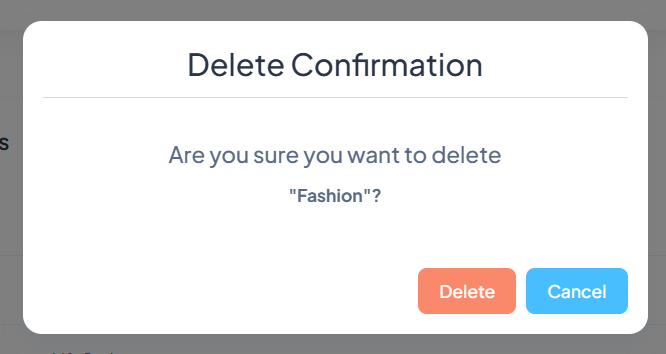 Delete Confirmation
s
Are you sure you want to delete
"Fashion"?
Delete Cancel